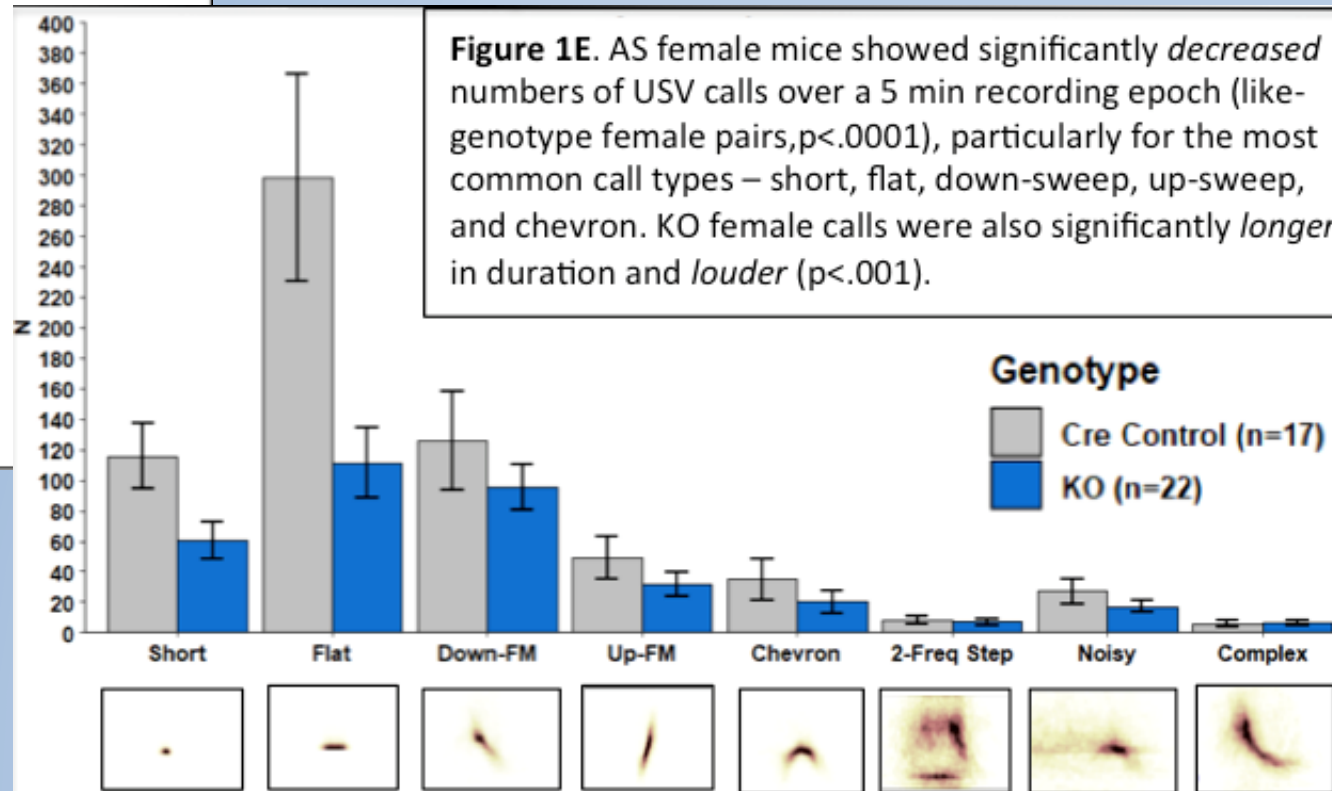 Figure 1E. AS female mice showed significantly decreased
numbers of USV calls over a 5 min recording epoch (like-
genotype female pairs,p<.0001), particularly for the most
common call types – short, flat, down-sweep, up-sweep,
and chevron. KO female calls were also significantly longer
in duration and louder (p<.001).
400
380
360
340
320
300
280
260
240
220
200
180
160
140
120
100
80
60
40
20
0
N
Genotype
Cre Control (n=17)
KO (n=22)
Short Flat Down-FM Up-FM Chevron 2-Freq Step Noisy Complex